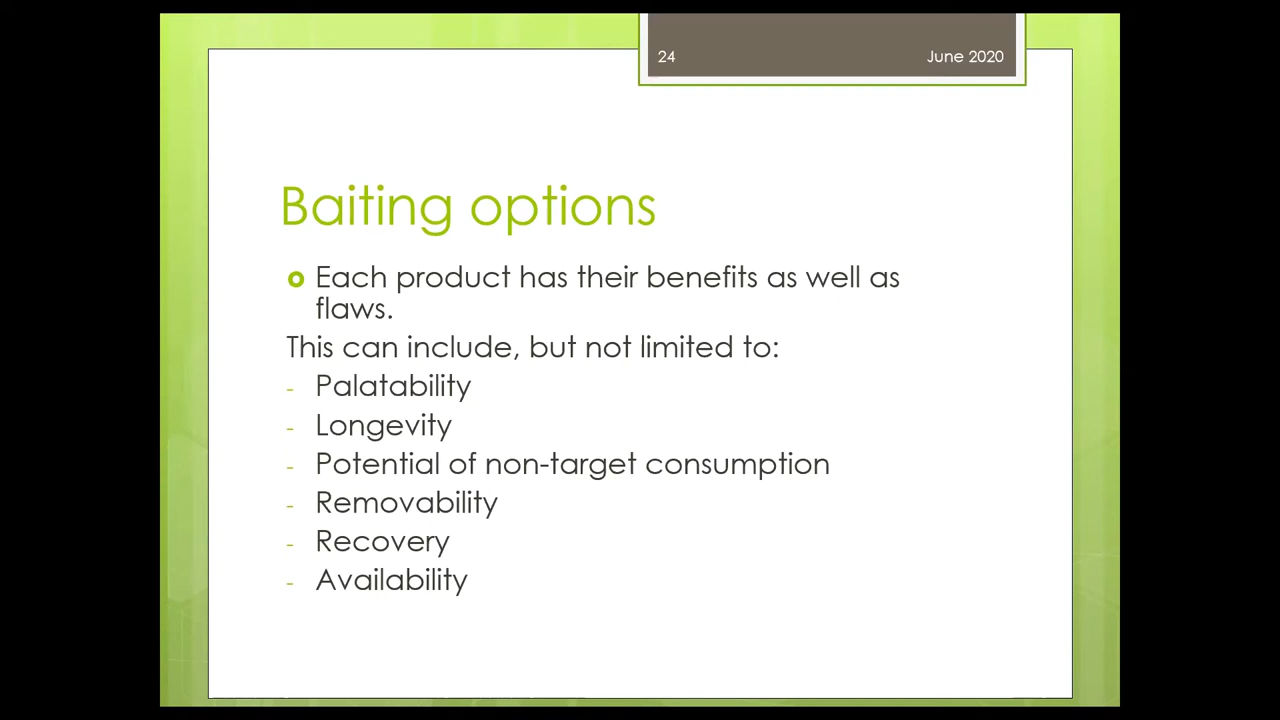 24 June 2020
Baiting options
Each product has their benefits as well as
flaws.
This can include, but not limited to:
- Palatability
- Longevity
- Potential of non-target consumption
- Removability
- Recovery
- Availability